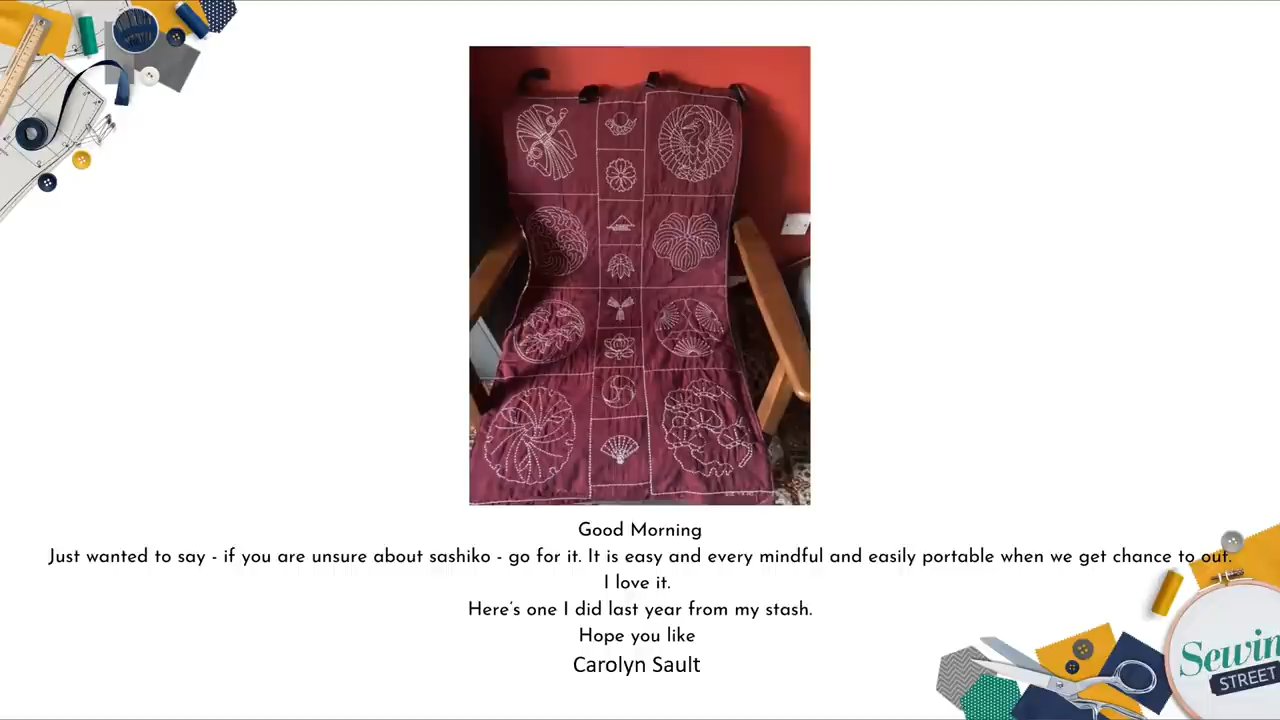 Good Morning
Just wanted to say - if you are unsure about sashiko - go for it. It is easy and every mindful and easily portable when we get chance to out.
I love it.
Here's one I did last year from my stash.
Hope you like
Carolyn Sault
Sewin
STREET